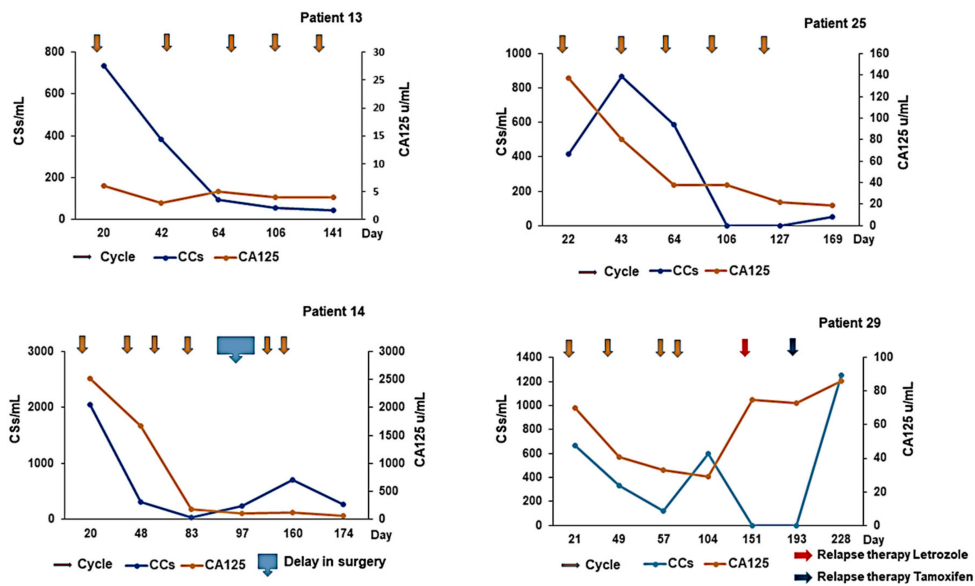 Patient 13
800
600
400
200
0
CSs/mL
30
25
20
15
10
5
0
CA125 u/mL
20 42 64 106 141 Day
Cycle CCs CA125
Patient 25
1000
800
600
400
200
0
CSs/mL
160
140
120
100
80
60
40
20
0
CA125 u/mL
22 43 64 106 127 169 Day
Cycle CCs CA125
Patient 14
3000
2000
1000
0
CSs/mL
3000
2500
2000
1500
1000
500
0
CA125 u/mL
20 48 83 97 160 174 Day
Cycle CCs CA125 Delay in surgery
Patient 29
1400
1200
1000
800
600
400
200
0
CSs/mL
100
80
60
40
20
0
CA125 u/mL
21 49 57 104 151 193 228 Day
Cycle CCs CA125
Relapse therapy Letrozole
Relapse therapy Tamoxifen